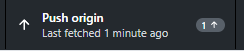 Push origin
Last fetched 1 minute ago
1 ↑